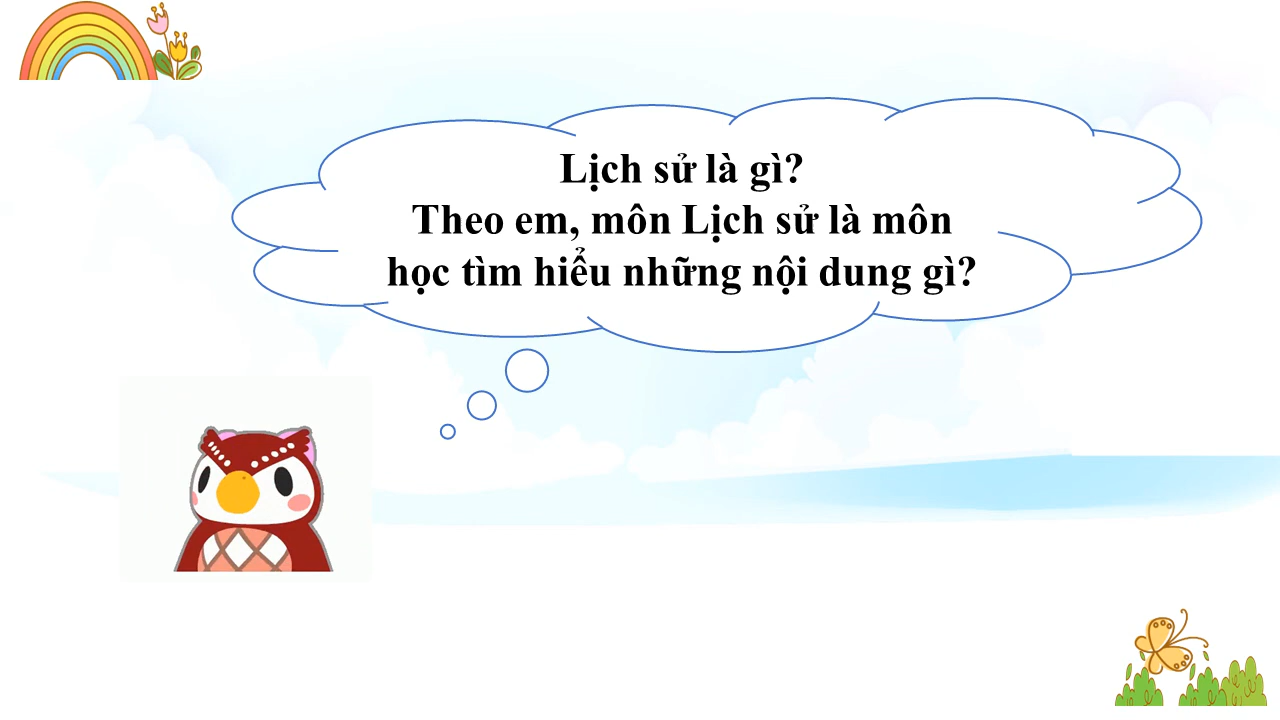 Lịch sử là gì?
Theo em, môn Lịch sử là môn
học tìm hiểu những nội dung gì?